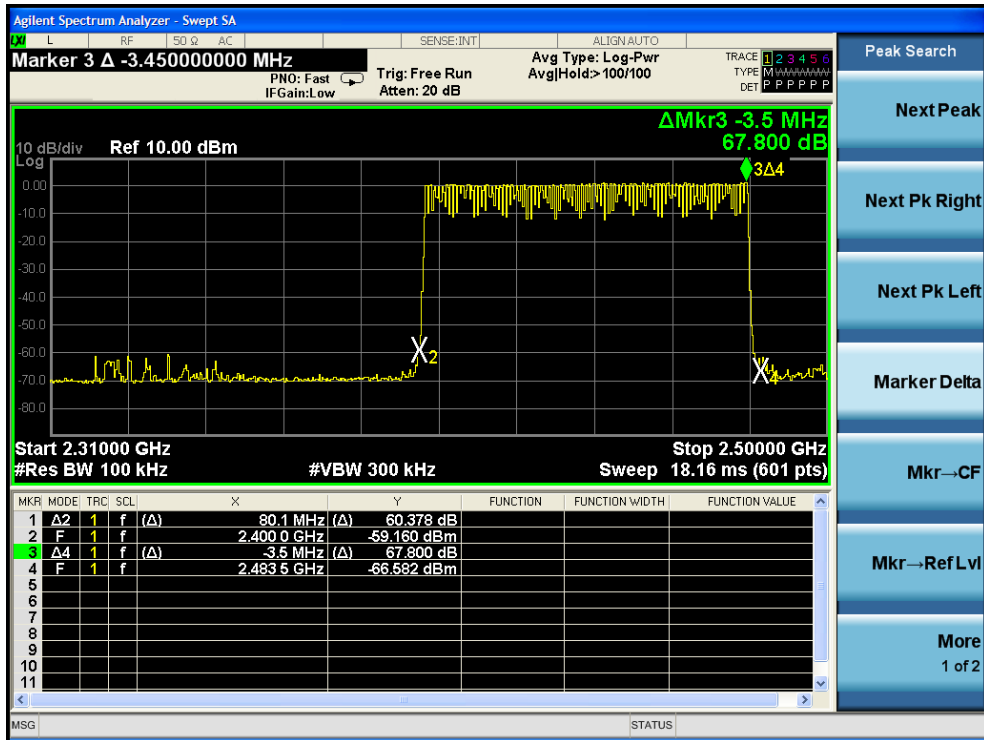 Agilent Spectrum Analyzer - Swept SA
LXI L RF 50 Ω AC SENSE:INT ALIGN AUTO
Marker 3 Δ -3.450000000 MHz
PNO: Fast
IFGain:Low
Trig: Free Run
Atten: 20 dB
Avg Type: Log-Pwr
Avg|Hold:>100/100
TRACE 1 2 3 4 5 6
TYPE M
DET P P P P P P
ΔMkr3 -3.5 MHz
67.800 dB
10 dB/div Ref 10.00 dBm
Log
3Δ4
0.00
-10.0
-20.0
-30.0
-40.0
-50.0
2
-60.0
4
-70.0
-80.0
Start 2.31000 GHz Stop 2.50000 GHz
#Res BW 100 kHz #VBW 300 kHz Sweep 18.16 ms (601 pts)
MKR MODE TRC SCL X Y FUNCTION FUNCTION WIDTH FUNCTION VALUE
1 Δ2 1 f (Δ) 80.1 MHz (Δ) 60.378 dB
2 F 1 f 2.400 0 GHz -59.160 dBm
3 Δ4 1 f (Δ) -3.5 MHz (Δ) 67.800 dB
4 F 1 f 2.483 5 GHz -66.582 dBm
5
6
7
8
9
10
11
MSG STATUS
Peak Search
Next Peak
Next Pk Right
Next Pk Left
Marker Delta
Mkr→CF
Mkr→Ref Lvl
More
1 of 2